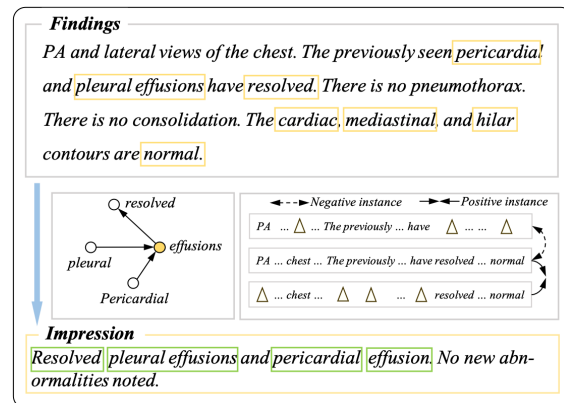 Findings
PA and lateral views of the chest. The previously seen pericardial
and pleural effusions have resolved. There is no pneumothorax.
There is no consolidation. The cardiac, mediastinal, and hilar
contours are normal.
resolved
effusions
pleural
Pericardial
Negative instance Positive instance
PA ... △ ... The previously ... have △ ... ... △
PA ... chest ... The previously ... have resolved ... normal
△ ... chest ... △ △ ... △ resolved ... normal
Impression
Resolved pleural effusions and pericardial effusion. No new abn-
ormalities noted.